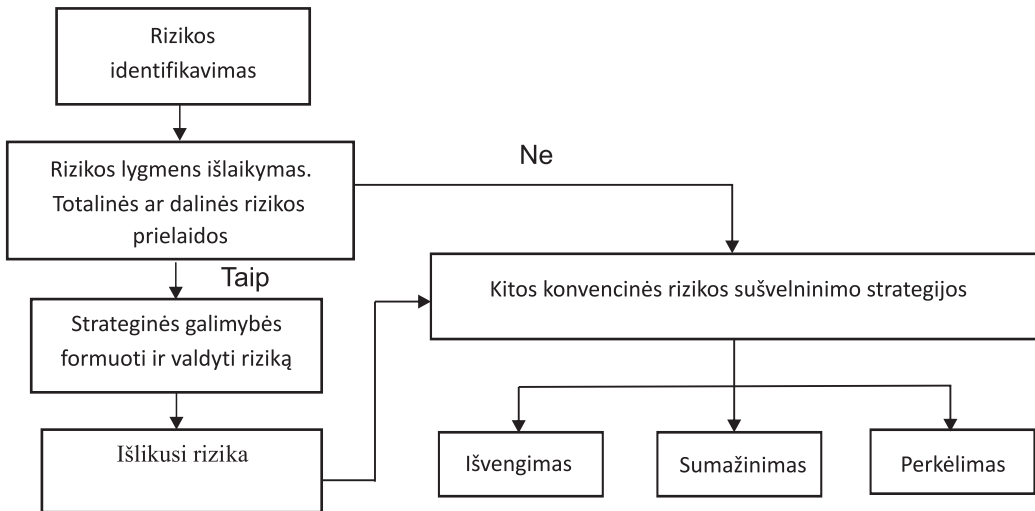 Rizikos
identifikavimas
Ne
Rizikos lygmens išlaikymas.
Totalinės ar dalinės rizikos
prielaidos
Taip
Kitos konvencinės rizikos sušvelninimo strategijos
Strateginės galimybės
formuoti ir valdyti riziką
Išlikusi rizika
Išvengimas
Sumažinimas
Perkėlimas